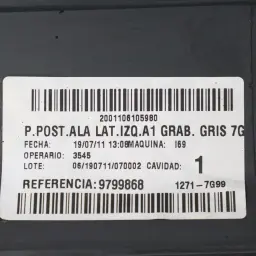 2001106105980
P.POST.ALA LAT.IZQ.A1 GRAB. GRIS 7G
FECHA: 19/07/11 13:06 MAQUINA: I69
OPERARIO: 3545
LOTE: 06/190711/070002 CAVIDAD: 1
REFERENCIA:9799868 1271-7G99